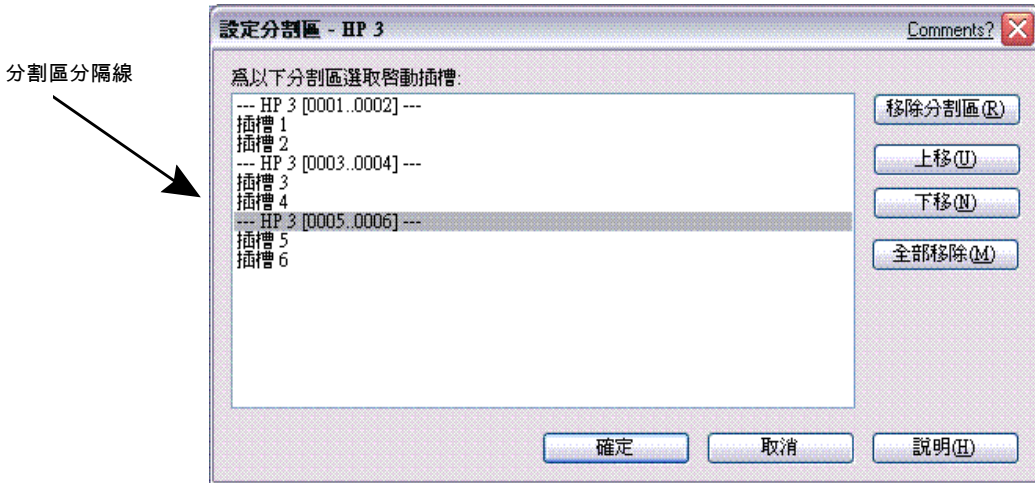 設定分割區 - HP 3
Comments?
分割區分隔線
為以下分割區選取啓動插槽:
--- HP 3 [0001..0002] ---
插槽 1
插槽 2
--- HP 3 [0003..0004] ---
插槽 3
插槽 4
--- HP 3 [0005..0006] ---
插槽 5
插槽 6
移除分割區(R)
上移(U)
下移(N)
全部移除(M)
確定
取消
說明(H)